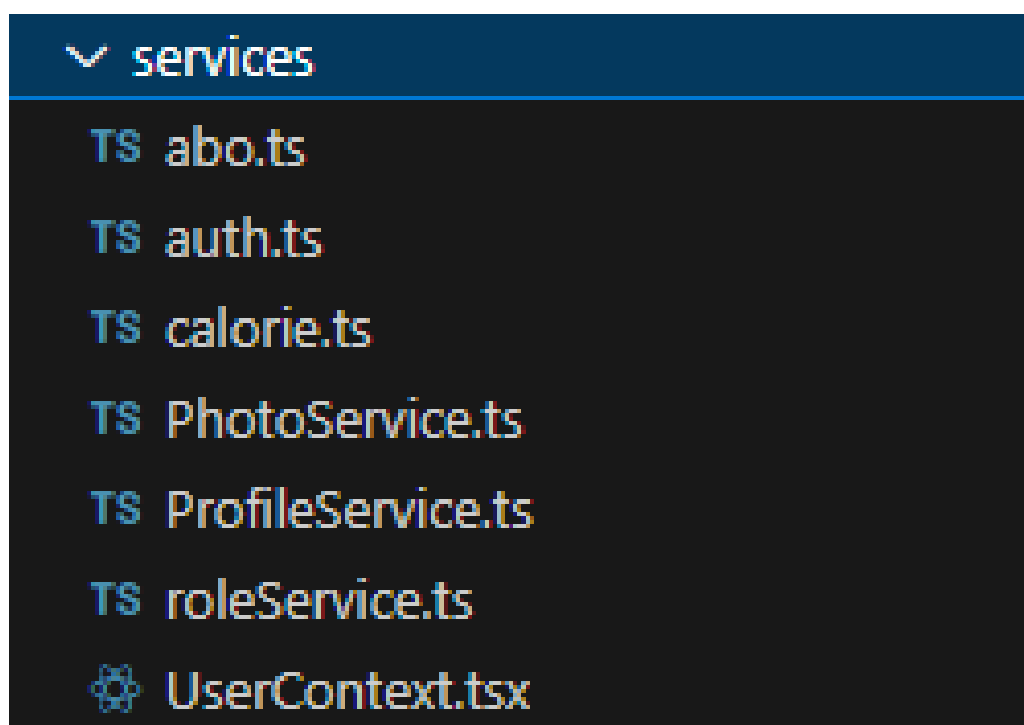 services
TS abo.ts
TS auth.ts
TS calorie.ts
TS PhotoService.ts
TS ProfileService.ts
TS roleService.ts
UserContext.tsx